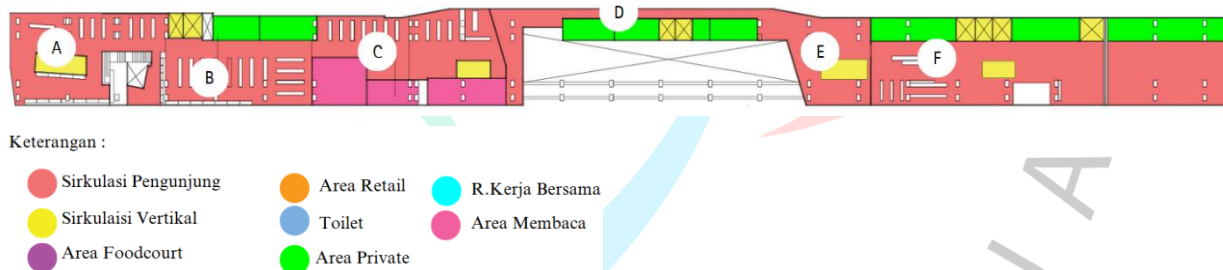 D
A
C
E
B
F
Keterangan :
Sirkulasi Pengunjung
Area Retail
R.Kerja Bersama
Sirkulaisi Vertikal
Toilet
Area Membaca
Area Foodcourt
Area Private
I A